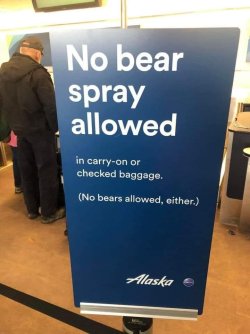 No bear
spray
allowed
in carry-on or
checked baggage.
(No bears allowed, either.)
Alaska